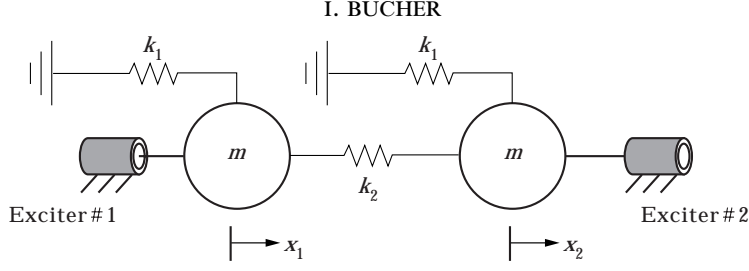 I. BUCHER
k₁
k₁
m
m
k₂
Exciter # 1
Exciter # 2
x₁
x₂